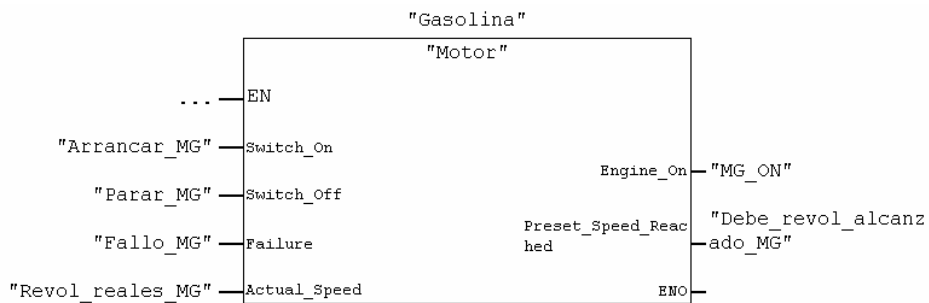 "Gasolina"
"Motor"
... EN
"Arrancar_MG" Switch_On
Engine_On "MG_ON"
"Parar_MG" Switch_Off
Preset_Speed_Reac "Debe_revol_alcanz
"Fallo_MG" Failure hed ado_MG"
"Revol_reales_MG" Actual_Speed ENO